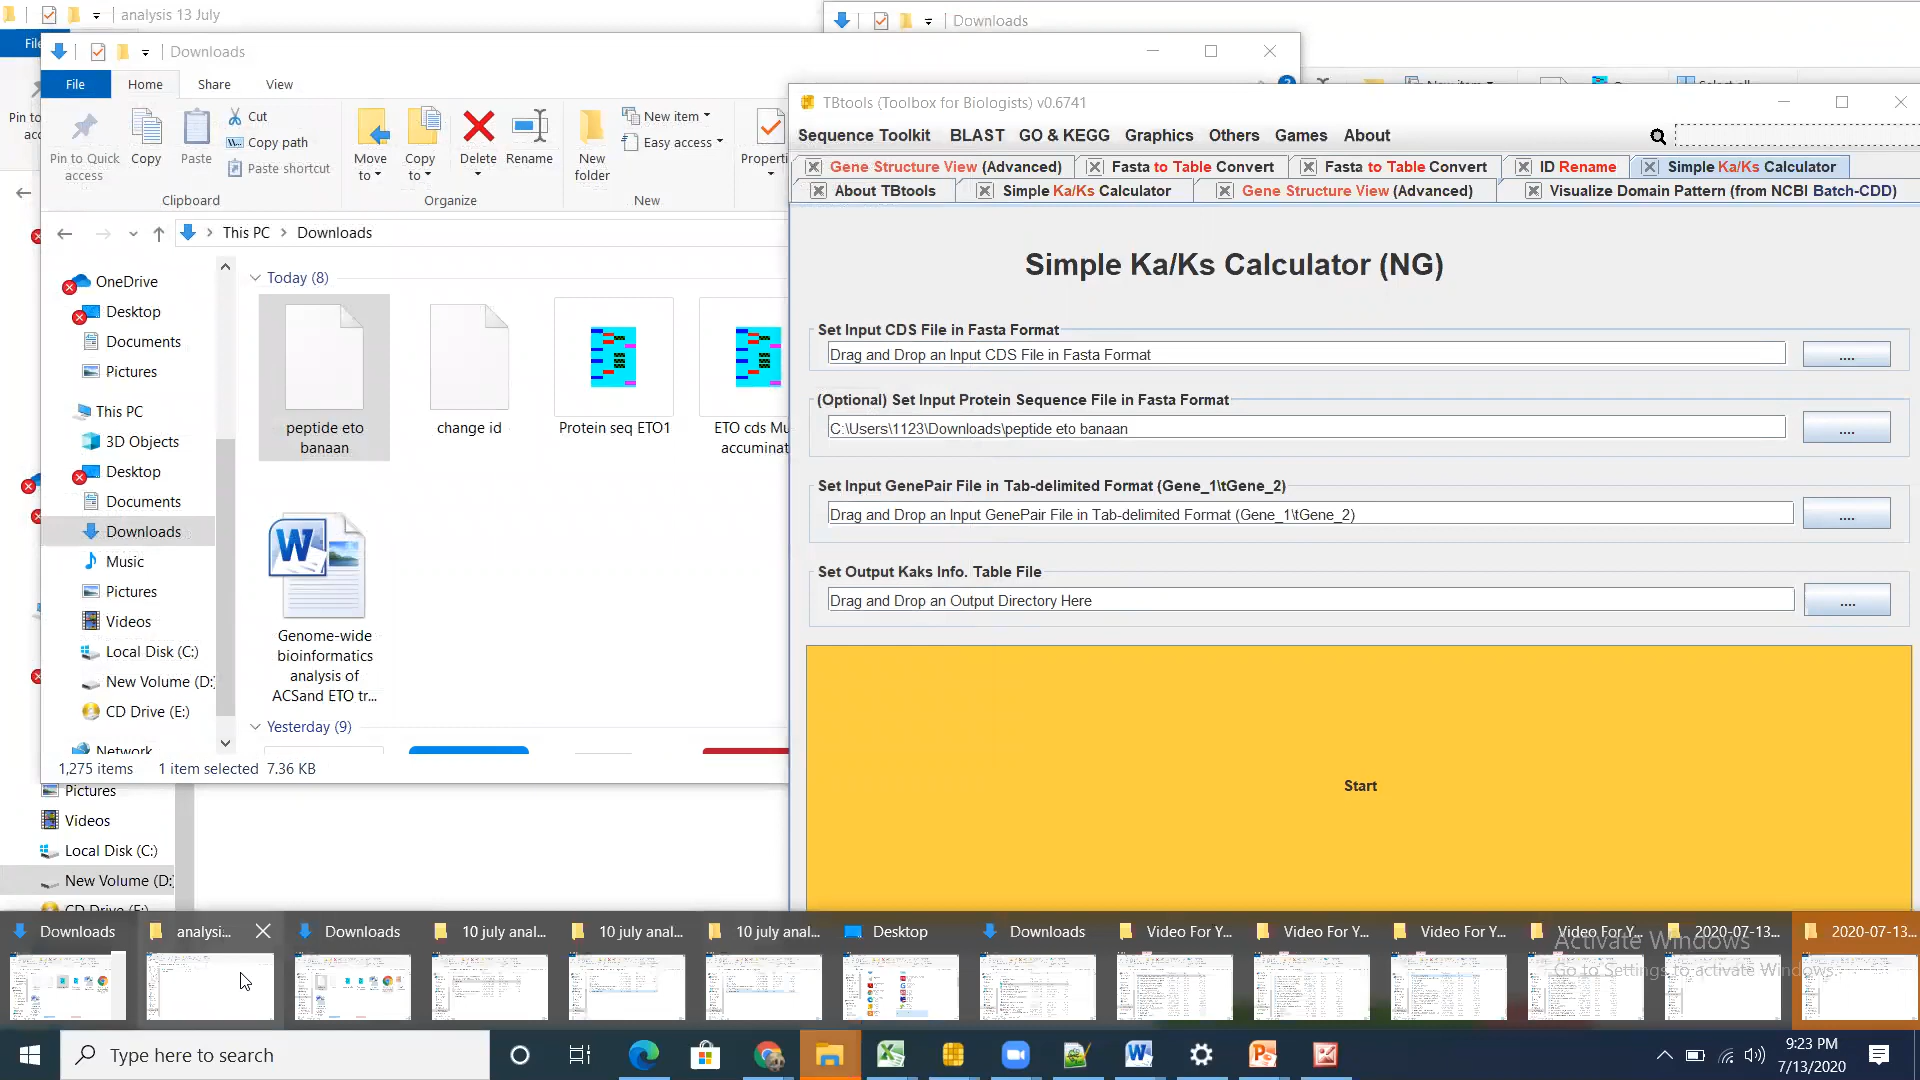 analysis 13 July
Downloads
File
Downloads
File
Home
Share
View
Pin to Quick access
Copy
Paste
Cut
Copy path
Paste shortcut
Clipboard
Move to
Copy to
Delete
Rename
Organize
New folder
New item
Easy access
New
Properti
TBtools (Toolbox for Biologists) v0.6741
Sequence Toolkit BLAST GO & KEGG Graphics Others Games About
Gene Structure View (Advanced)
Fasta to Table Convert
Fasta to Table Convert
ID Rename
Simple Ka/Ks Calculator
About TBtools
Simple Ka/Ks Calculator
Gene Structure View (Advanced)
Visualize Domain Pattern (from NCBI Batch-CDD)
This PC > Downloads
OneDrive
Desktop
Documents
Pictures
This PC
3D Objects
Desktop
Documents
Downloads
Music
Pictures
Videos
Local Disk (C:)
New Volume (D:
CD Drive (E:)
Network
Today (8)
peptide eto
banaan
change id
Protein seq ETO1
ETO cds Mu
accuminat
Genome-wide
bioinformatics
analysis of
ACSand ETO tr...
Yesterday (9)
1,275 items
1 item selected 7.36 KB
Pictures
Videos
Local Disk (C:)
New Volume (D:
Simple Ka/Ks Calculator (NG)
Set Input CDS File in Fasta Format
Drag and Drop an Input CDS File in Fasta Format
....
(Optional) Set Input Protein Sequence File in Fasta Format
C:\Users\1123\Downloads\peptide eto banaan
....
Set Input GenePair File in Tab-delimited Format (Gene_1\tGene_2)
Drag and Drop an Input GenePair File in Tab-delimited Format (Gene_1\tGene_2)
....
Set Output Kaks Info. Table File
Drag and Drop an Output Directory Here
....
Start
Downloads
analysi...
Downloads
10 july anal...
10 july anal...
10 july anal...
Desktop
Downloads
Video For Y...
Video For Y...
Video For Y...
Video For Y...
2020-07-13...
2020-07-13...
Activate Windows
Go to Settings to activate Windows.
Type here to search
9:23 PM
7/13/2020